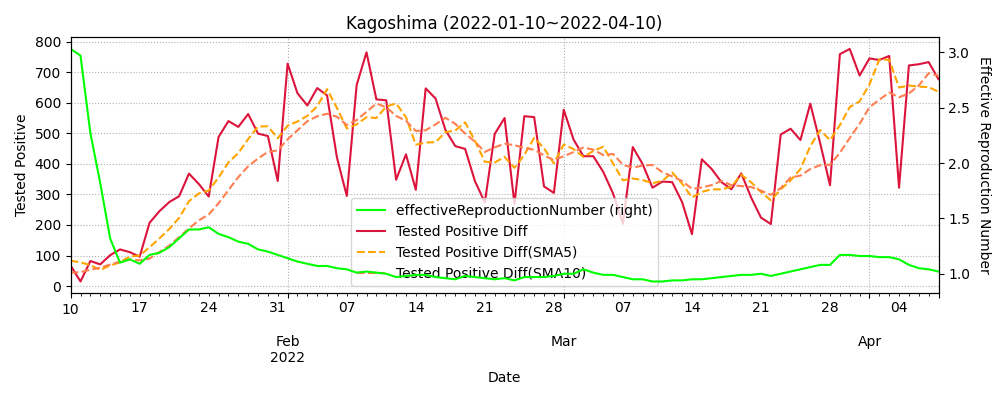 Kagoshima (2022-01-10~2022-04-10)
800
700
600
500
400
300
200
100
0
Tested Positive
3.0
2.5
2.0
1.5
1.0
Effective Reproduction Number
effectiveReproductionNumber (right)
Tested Positive Diff
Tested Positive Diff(SMA5)
Tested Positive Diff(SMA10)
10 17 24 31 07 14 21 28 07 14 21 28 04
Feb Mar Apr
2022
Date